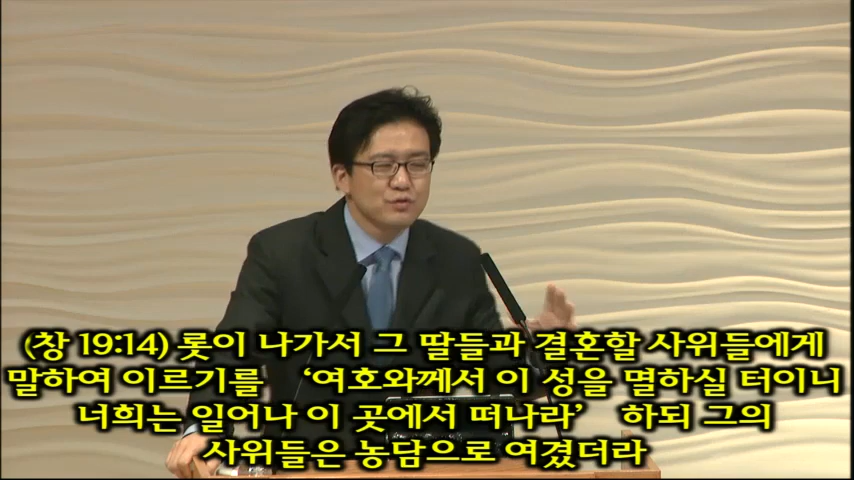 (창 19:14) 롯이 나가서 그 딸들과 결혼할 사위들에게
말하여 이르기를 ‘여호와께서 이 성을 멸하실 터이니
너희는 일어나 이 곳에서 떠나라’ 하되 그의
사위들은 농담으로 여겼더라